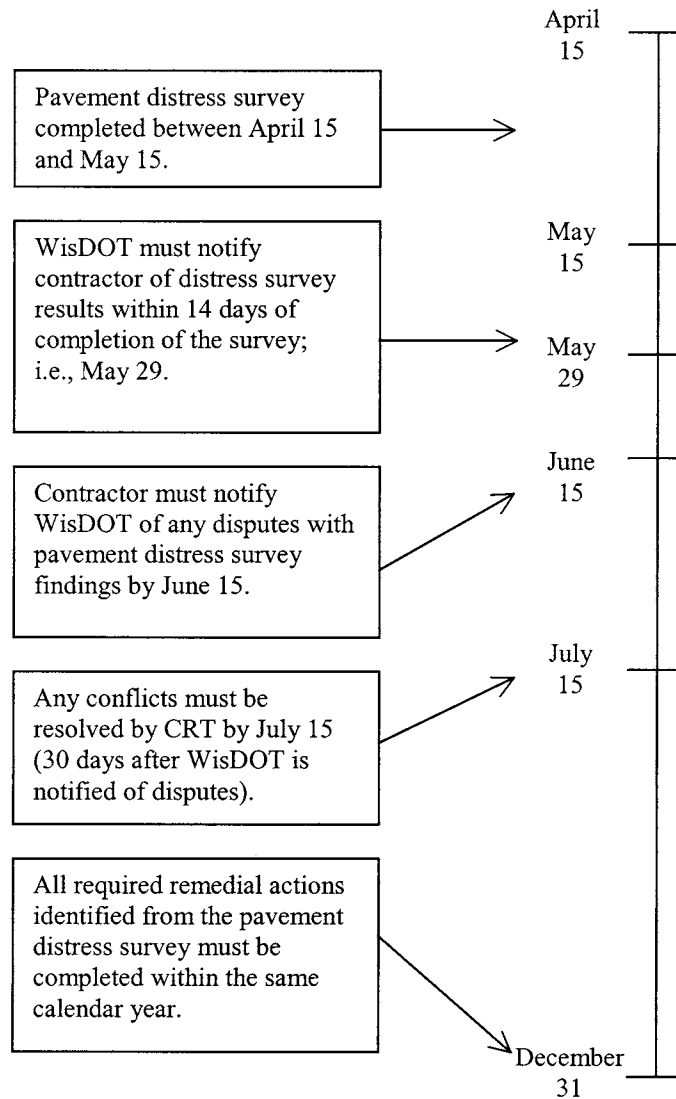 April
15
Pavement distress survey
completed between April 15
and May 15.
WisDOT must notify
contractor of distress survey
results within 14 days of
completion of the survey;
i.e., May 29.
May
15
May
29
Contractor must notify
WisDOT of any disputes with
pavement distress survey
findings by June 15.
June
15
Any conflicts must be
resolved by CRT by July 15
(30 days after WisDOT is
notified of disputes).
July
15
All required remedial actions
identified from the pavement
distress survey must be
completed within the same
calendar year.
December
31